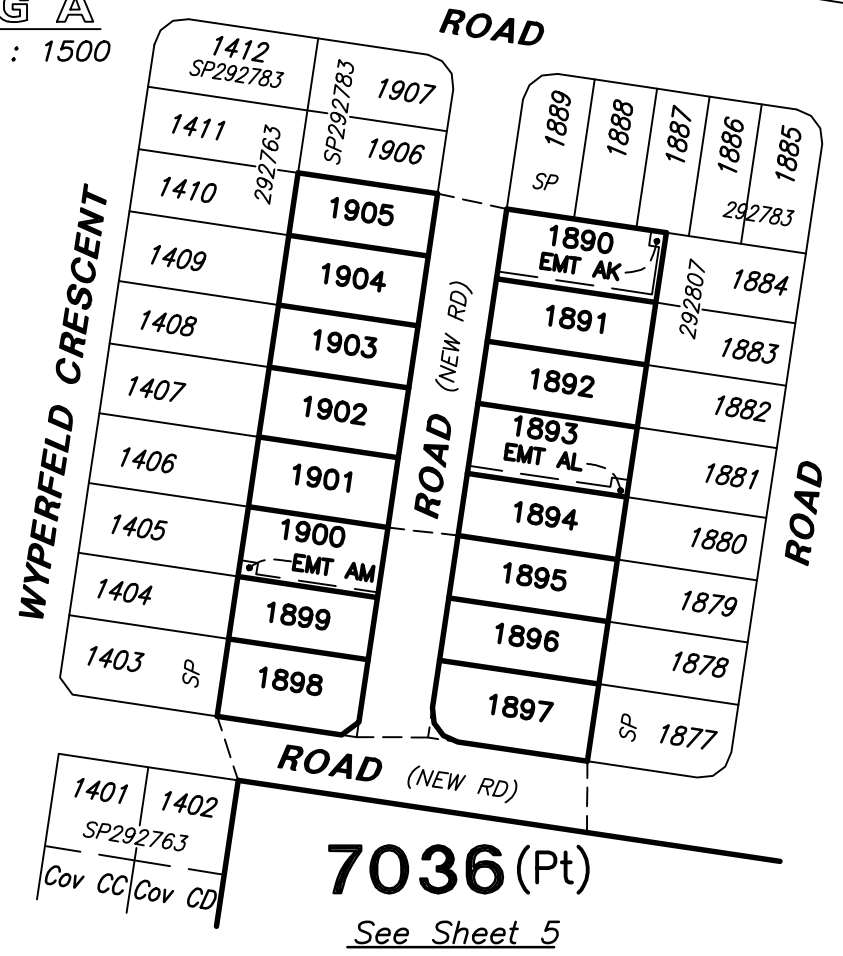 G A
: 1500
ROAD
1412
SP292783
1411
292763
1410
1409
1408
1407
1406
1405
1404
1403
SP
WYPERFELD CRESCENT
SP292783
1907
1906
1905
1904
1903
1902
1901
1900
EMT AM
1899
1898
ROAD (NEW RD)
1889
1888
1887
1886
1885
SP
292783
1890
EMT AK
1891
1892
1893
EMT AL
1894
1895
1896
1897
292807
1884
1883
1882
1881
1880
1879
1878
SP
1877
ROAD
ROAD (NEW RD)
1401
1402
SP292763
Cov CC
Cov CD
7036 (Pt)
See Sheet 5